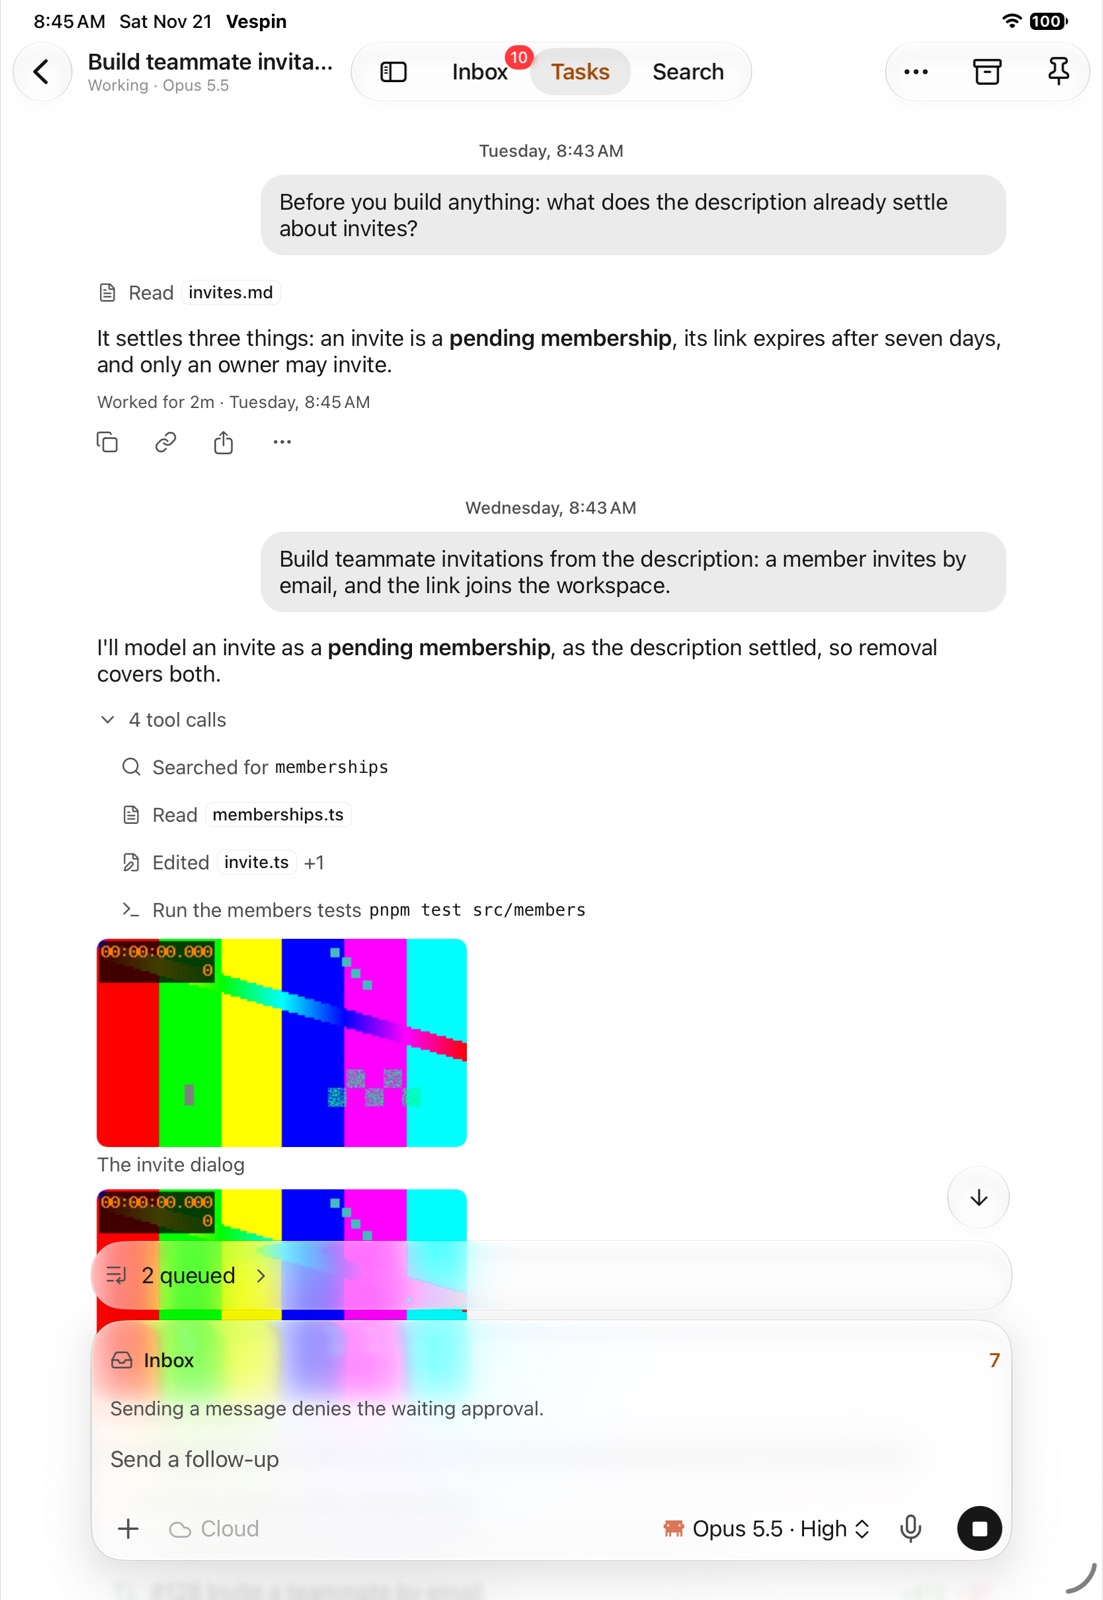 8:45 AM Sat Nov 21 Vespin
100
Build teammate invita...
Working · Opus 5.5
Inbox
10
Tasks
Search
Tuesday, 8:43 AM
Before you build anything: what does the description already settle
about invites?
Read invites.md
It settles three things: an invite is a pending membership, its link expires after seven days,
and only an owner may invite.
Worked for 2m · Tuesday, 8:45 AM
Wednesday, 8:43 AM
Build teammate invitations from the description: a member invites by
email, and the link joins the workspace.
I'll model an invite as a pending membership, as the description settled, so removal
covers both.
4 tool calls
Searched for memberships
Read memberships.ts
Edited invite.ts +1
Run the members tests pnpm test src/members
00:00:00.000
0
The invite dialog
00:00:00.000
0
2 queued
Inbox
7
Sending a message denies the waiting approval.
Send a follow-up
Cloud
Opus 5.5 · High
#128 Invite a teammate by email